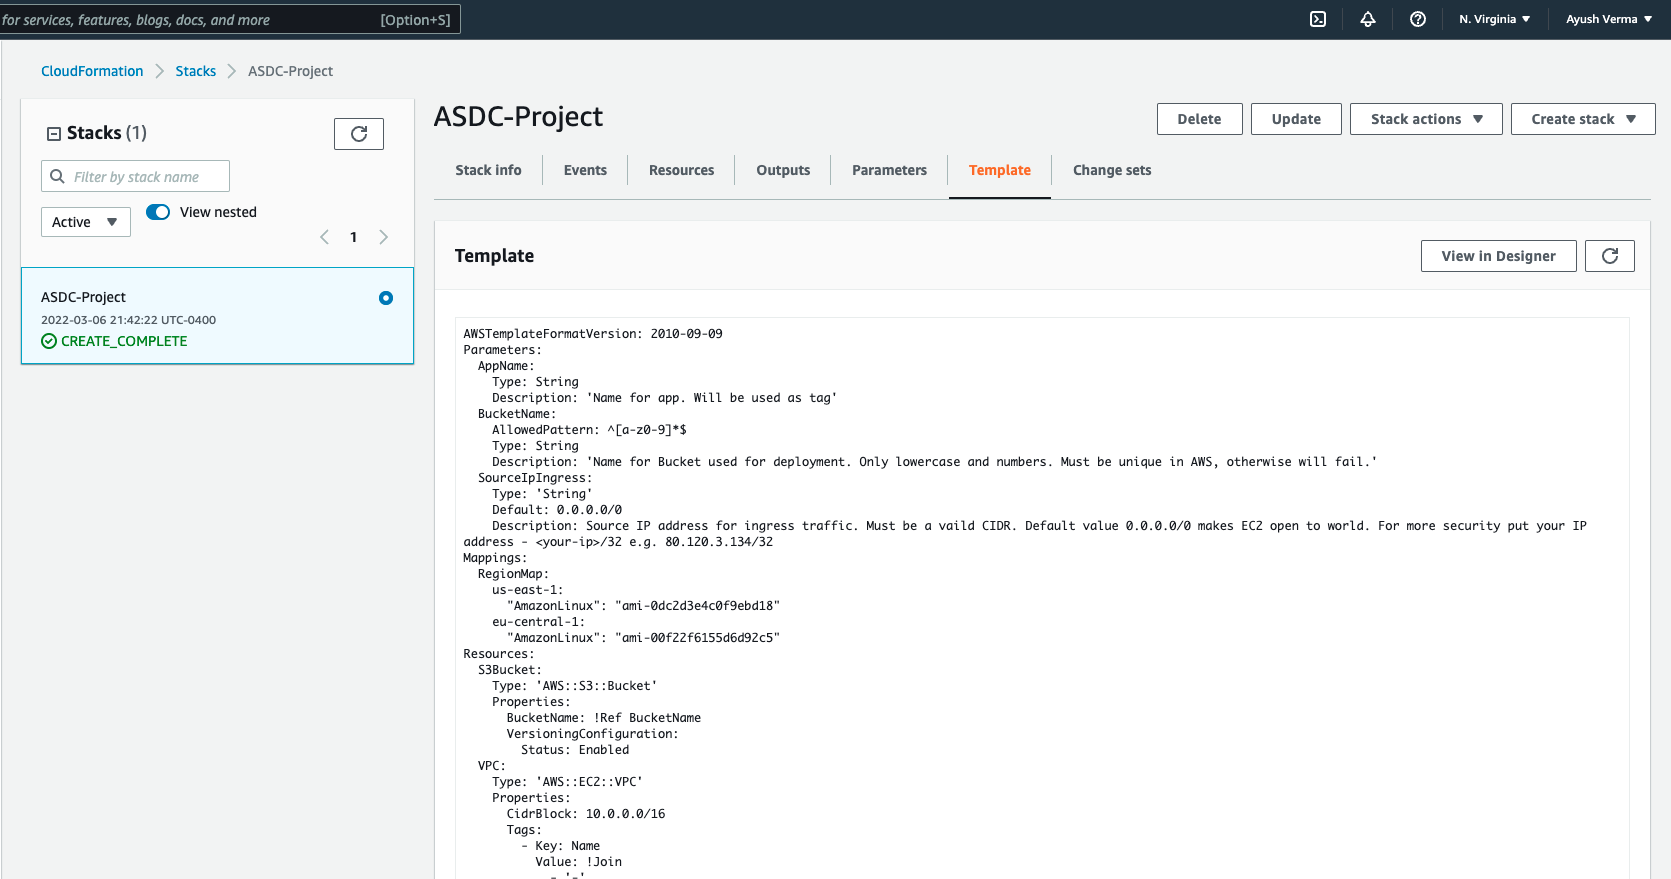 for services, features, blogs, docs, and more [Option+S]
N. Virginia
Ayush Verma
CloudFormation
Stacks
ASDC-Project
Stacks (1)
Filter by stack name
Active
View nested
1
ASDC-Project
2022-03-06 21:42:22 UTC-0400
CREATE_COMPLETE
ASDC-Project
Delete
Update
Stack actions
Create stack
Stack info
Events
Resources
Outputs
Parameters
Template
Change sets
Template
View in Designer
AWSTemplateFormatVersion: 2010-09-09
Parameters:
  AppName:
    Type: String
    Description: 'Name for app. Will be used as tag'
  BucketName:
    AllowedPattern: ^[a-z0-9]*$
    Type: String
    Description: 'Name for Bucket used for deployment. Only lowercase and numbers. Must be unique in AWS, otherwise will fail.'
  SourceIpIngress:
    Type: 'String'
    Default: 0.0.0.0/0
    Description: Source IP address for ingress traffic. Must be a vaild CIDR. Default value 0.0.0.0/0 makes EC2 open to world. For more security put your IP
address - <your-ip>/32 e.g. 80.120.3.134/32
Mappings:
  RegionMap:
    us-east-1:
      "AmazonLinux": "ami-0dc2d3e4c0f9ebd18"
    eu-central-1:
      "AmazonLinux": "ami-00f22f6155d6d92c5"
Resources:
  S3Bucket:
    Type: 'AWS::S3::Bucket'
    Properties:
      BucketName: !Ref BucketName
      VersioningConfiguration:
        Status: Enabled
  VPC:
    Type: 'AWS::EC2::VPC'
    Properties:
      CidrBlock: 10.0.0.0/16
      Tags:
        - Key: Name
          Value: !Join
            - '-'